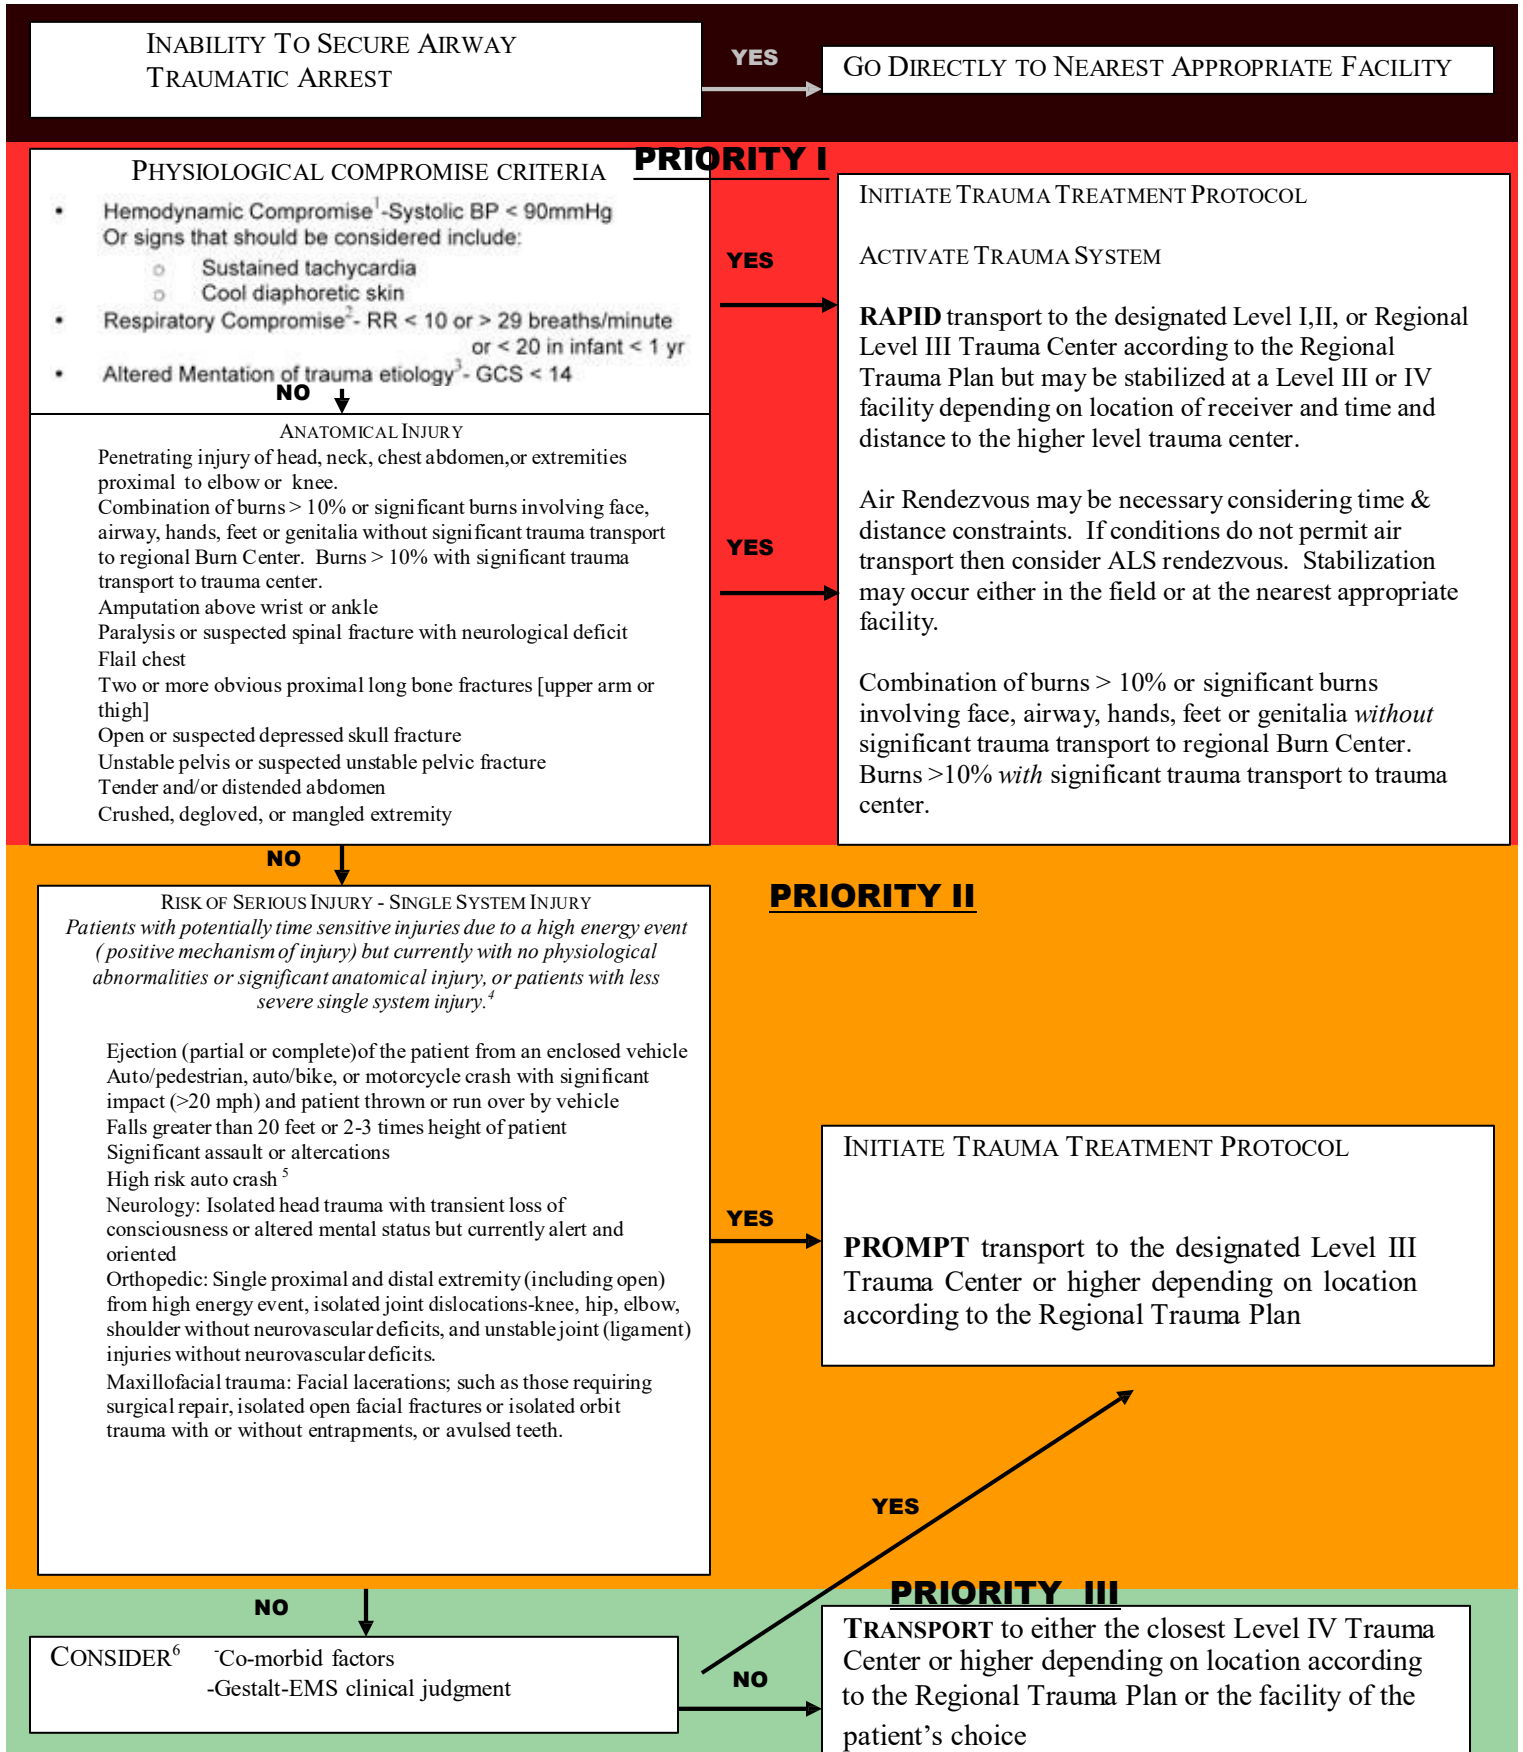 INABILITY TO SECURE AIRWAY
TRAUMATIC ARREST
YES
GO DIRECTLY TO NEAREST APPROPRIATE FACILITY
PRIORITY I
PHYSIOLOGICAL COMPROMISE CRITERIA
• Hemodynamic Compromise¹-Systolic BP < 90mmHg
Or signs that should be considered include:
○ Sustained tachycardia
○ Cool diaphoretic skin
• Respiratory Compromise²- RR < 10 or > 29 breaths/minute
or < 20 in infant < 1 yr
• Altered Mentation of trauma etiology³- GCS < 14
NO
YES
ANATOMICAL INJURY
Penetrating injury of head, neck, chest abdomen,or extremities
proximal to elbow or knee.
Combination of burns > 10% or significant burns involving face,
airway, hands, feet or genitalia without significant trauma transport
to regional Burn Center. Burns > 10% with significant trauma
transport to trauma center.
Amputation above wrist or ankle
Paralysis or suspected spinal fracture with neurological deficit
Flail chest
Two or more obvious proximal long bone fractures [upper arm or
thigh]
Open or suspected depressed skull fracture
Unstable pelvis or suspected unstable pelvic fracture
Tender and/or distended abdomen
Crushed, degloved, or mangled extremity
YES
INITIATE TRAUMA TREATMENT PROTOCOL
ACTIVATE TRAUMA SYSTEM
RAPID transport to the designated Level I,II, or Regional
Level III Trauma Center according to the Regional
Trauma Plan but may be stabilized at a Level III or IV
facility depending on location of receiver and time and
distance to the higher level trauma center.
Air Rendezvous may be necessary considering time &
distance constraints. If conditions do not permit air
transport then consider ALS rendezvous. Stabilization
may occur either in the field or at the nearest appropriate
facility.
Combination of burns > 10% or significant burns
involving face, airway, hands, feet or genitalia without
significant trauma transport to regional Burn Center.
Burns >10% with significant trauma transport to trauma
center.
NO
PRIORITY II
RISK OF SERIOUS INJURY - SINGLE SYSTEM INJURY
Patients with potentially time sensitive injuries due to a high energy event
( positive mechanism of injury) but currently with no physiological
abnormalities or significant anatomical injury, or patients with less
severe single system injury.⁴
Ejection (partial or complete)of the patient from an enclosed vehicle
Auto/pedestrian, auto/bike, or motorcycle crash with significant
impact (>20 mph) and patient thrown or run over by vehicle
Falls greater than 20 feet or 2-3 times height of patient
Significant assault or altercations
High risk auto crash ⁵
Neurology: Isolated head trauma with transient loss of
consciousness or altered mental status but currently alert and
oriented
Orthopedic: Single proximal and distal extremity (including open)
from high energy event, isolated joint dislocations-knee, hip, elbow,
shoulder without neurovascular deficits, and unstable joint (ligament)
injuries without neurovascular deficits.
Maxillofacial trauma: Facial lacerations; such as those requiring
surgical repair, isolated open facial fractures or isolated orbit
trauma with or without entrapments, or avulsed teeth.
YES
INITIATE TRAUMA TREATMENT PROTOCOL
PROMPT transport to the designated Level III
Trauma Center or higher depending on location
according to the Regional Trauma Plan
YES
NO
PRIORITY III
CONSIDER⁶ -Co-morbid factors
-Gestalt-EMS clinical judgment
NO
TRANSPORT to either the closest Level IV Trauma
Center or higher depending on location according
to the Regional Trauma Plan or the facility of the
patient’s choice